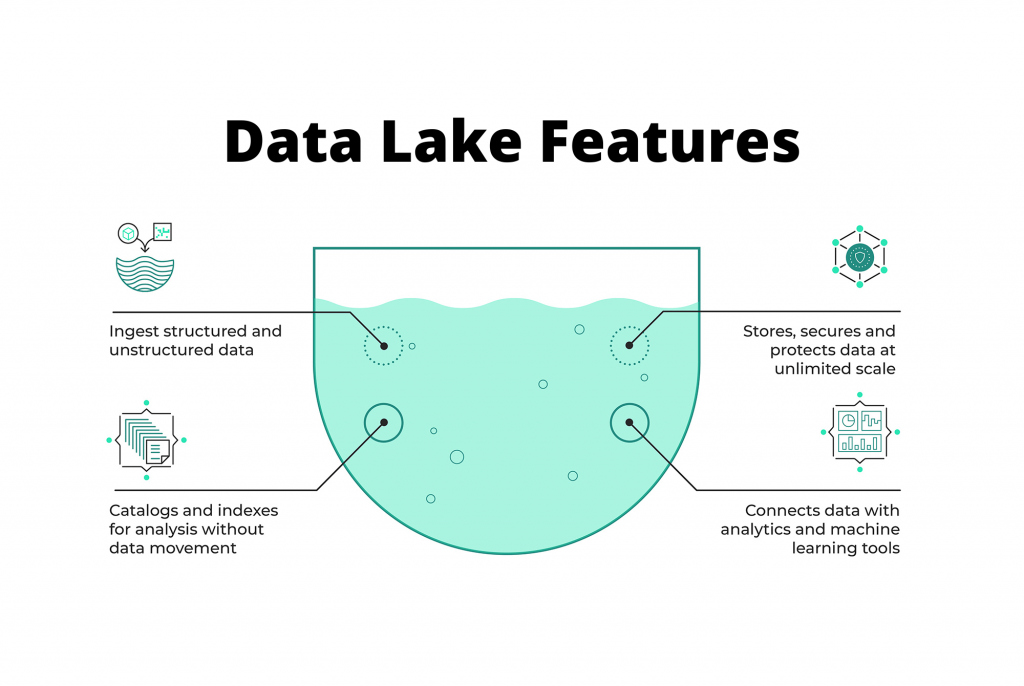 Data Lake Features
Ingest structured and
unstructured data
Stores, secures and
protects data at
unlimited scale
Catalogs and indexes
for analysis without
data movement
Connects data with
analytics and machine
learning tools